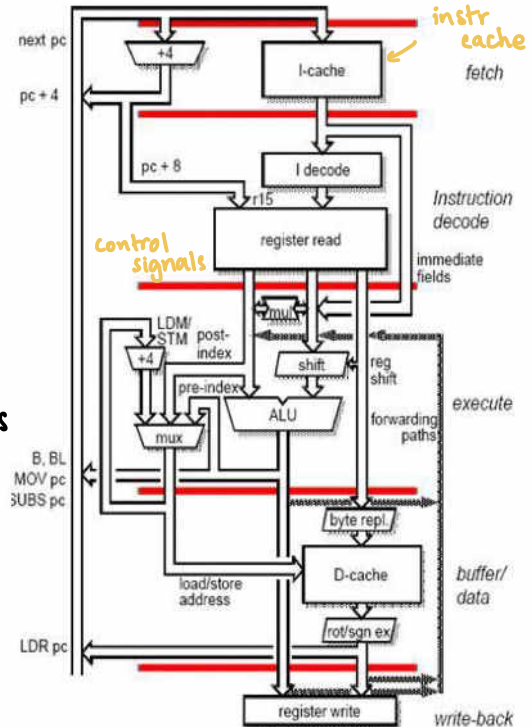 instr
cache
next pc
+4
I-cache
fetch
pc + 4
pc + 8
I decode
r15
Instruction
decode
register read
control
signals
immediate
fields
mul
LDM/
STM
post-
index
+4
shift
reg
shift
pre-index
execute
ALU
forwarding
paths
mux
s
B, BL
MOV pc
SUBS pc
byte repl.
D-cache
buffer/
data
load/store
address
rot/sgn ex
LDR pc
register write
write-back